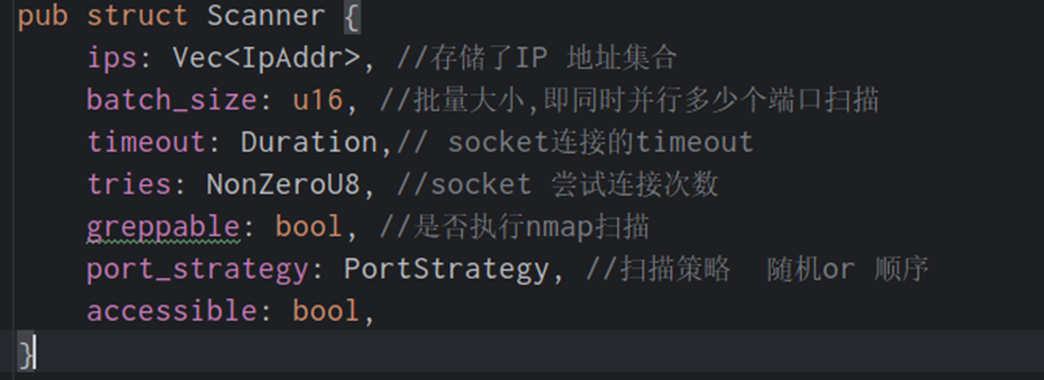 pub struct Scanner {
    ips: Vec<IpAddr>, //存储了IP 地址集合
    batch_size: u16, //批量大小,即同时并行多少个端口扫描
    timeout: Duration,// socket连接的timeout
    tries: NonZeroU8, //socket 尝试连接次数
    greppable: bool, //是否执行nmap扫描
    port_strategy: PortStrategy, //扫描策略  随机or 顺序
    accessible: bool,
}